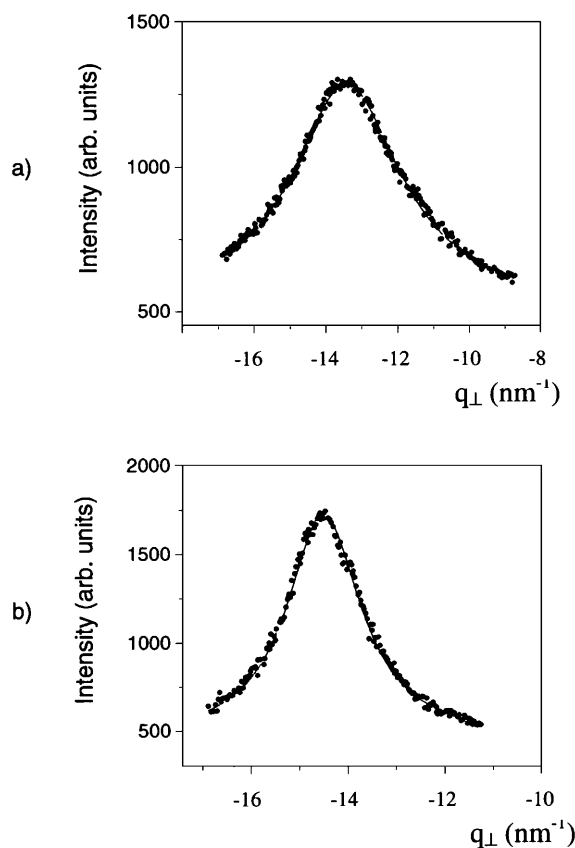 a)
Intensity (arb. units)
1500
1000
500
-16 -14 -12 -10 -8
q⊥ (nm⁻¹)
b)
Intensity (arb. units)
2000
1500
1000
500
-16 -14 -12 -10
q⊥ (nm⁻¹)